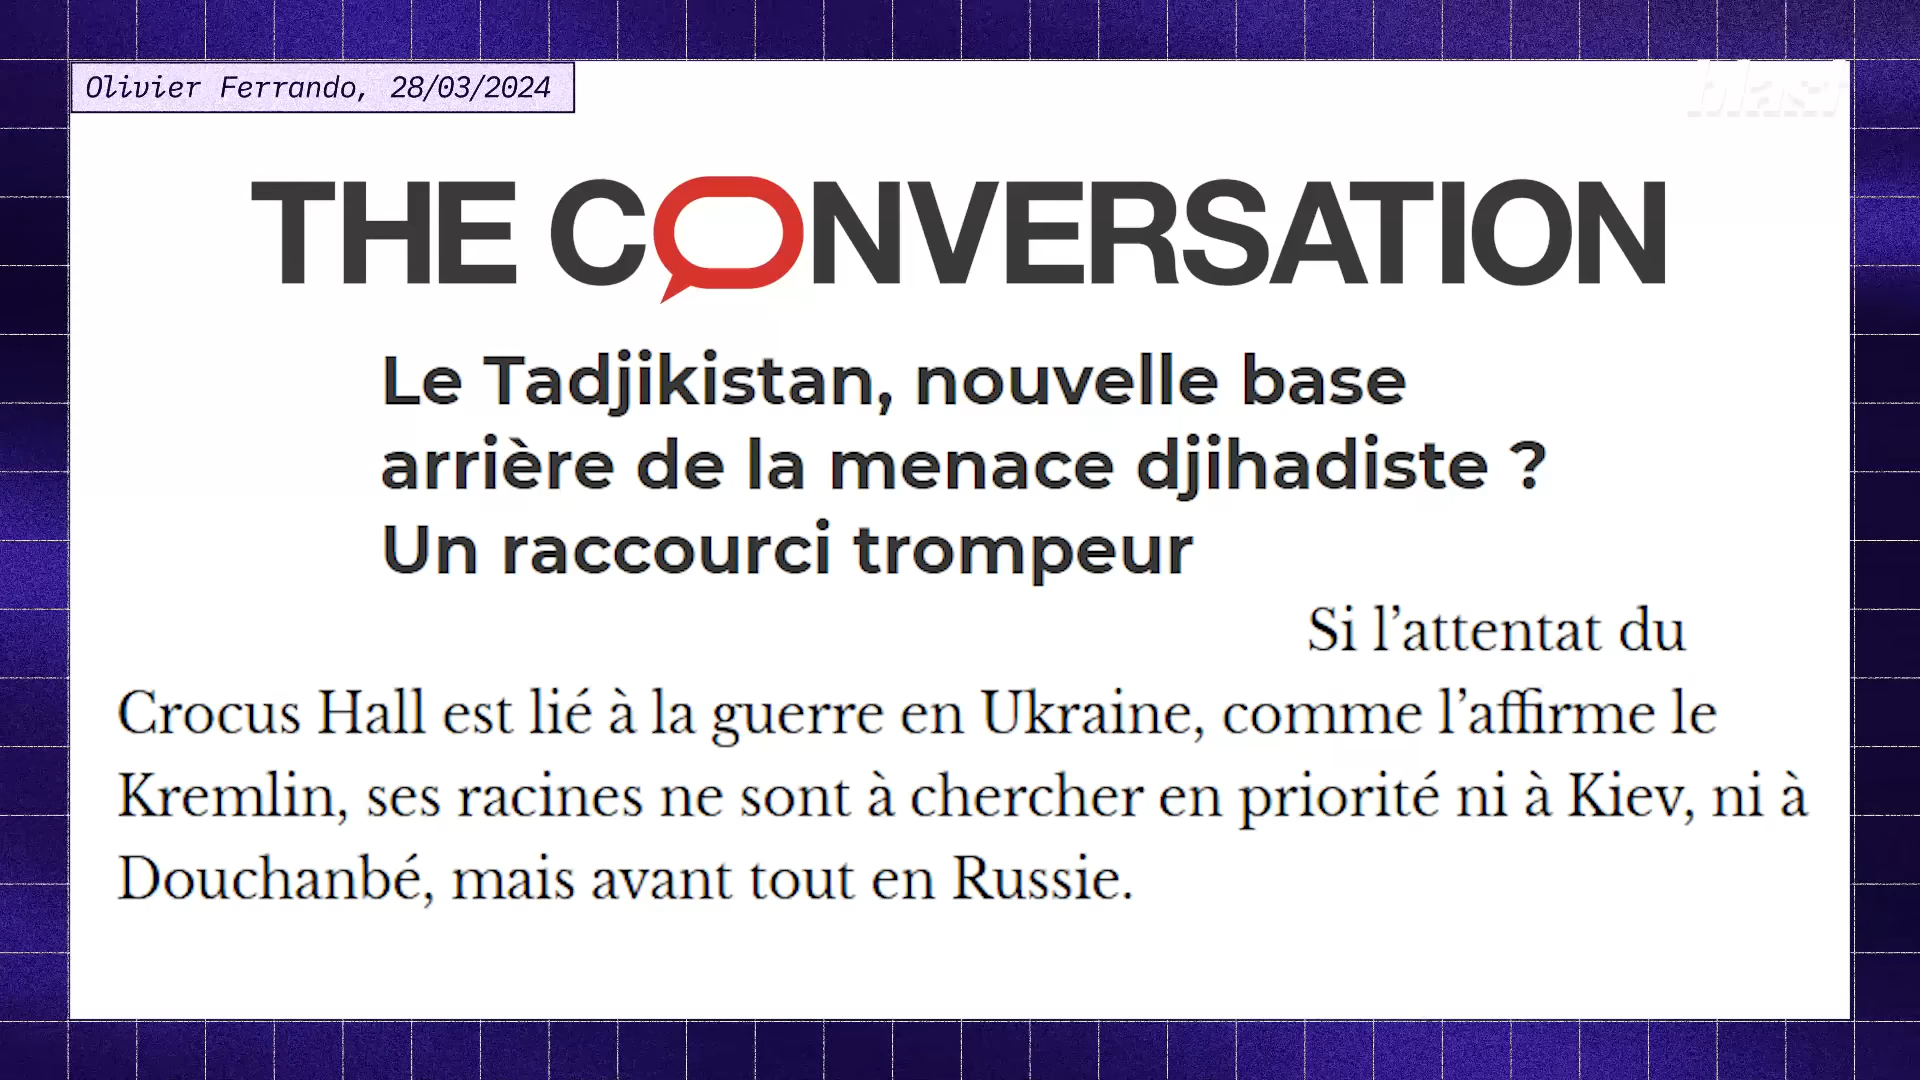 Olivier Ferrando, 28/03/2024
blast
THE CONVERSATION
Le Tadjikistan, nouvelle base
arrière de la menace djihadiste ?
Un raccourci trompeur
Si l’attentat du
Crocus Hall est lié à la guerre en Ukraine, comme l’affirme le
Kremlin, ses racines ne sont à chercher en priorité ni à Kiev, ni à
Douchanbé, mais avant tout en Russie.